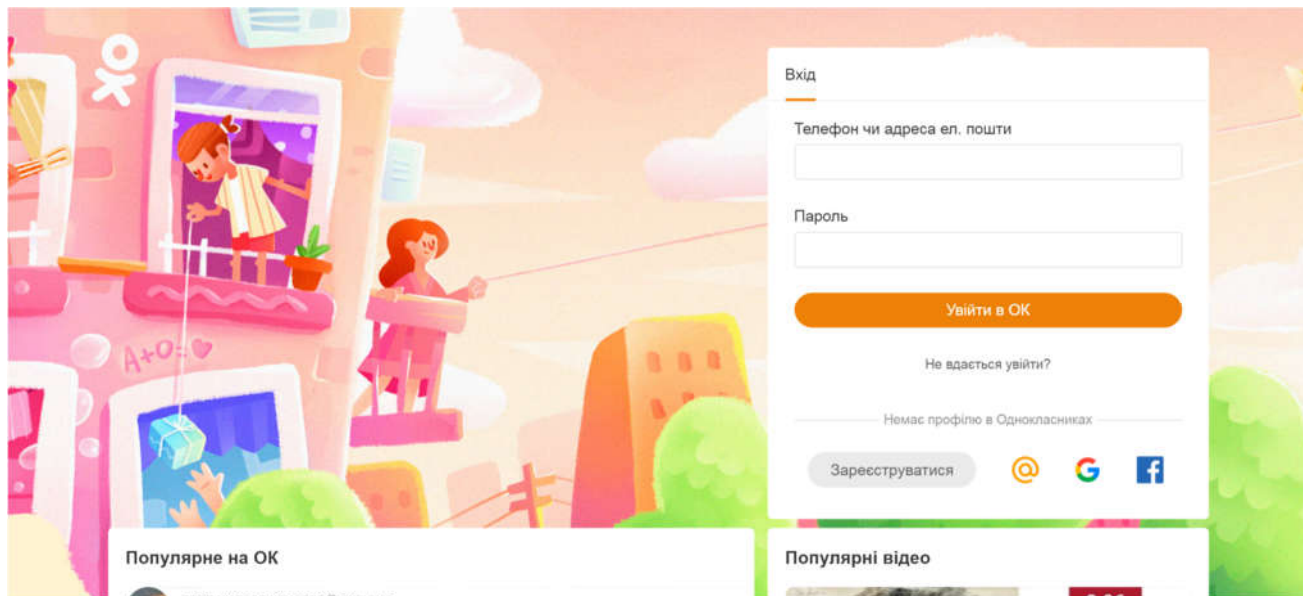 ок
Вхід
Телефон чи адреса ел. пошти
Пароль
Увійти в ОК
Не вдається увійти?
Немає профілю в Однокласниках
Зареєструватися
@
G
f
A+O=
Популярне на ОК
Популярні відео